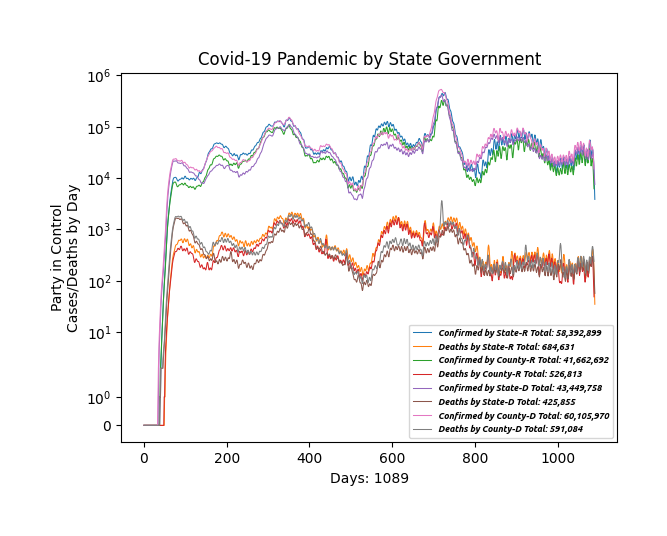 Covid-19 Pandemic by State Government
10^6
10^5
10^4
10^3
10^2
10^1
10^0
0
Party in Control
Cases/Deaths by Day
Confirmed by State-R Total: 58,392,899
Deaths by State-R Total: 684,631
Confirmed by County-R Total: 41,662,692
Deaths by County-R Total: 526,813
Confirmed by State-D Total: 43,449,758
Deaths by State-D Total: 425,855
Confirmed by County-D Total: 60,105,970
Deaths by County-D Total: 591,084
0 200 400 600 800 1000
Days: 1089